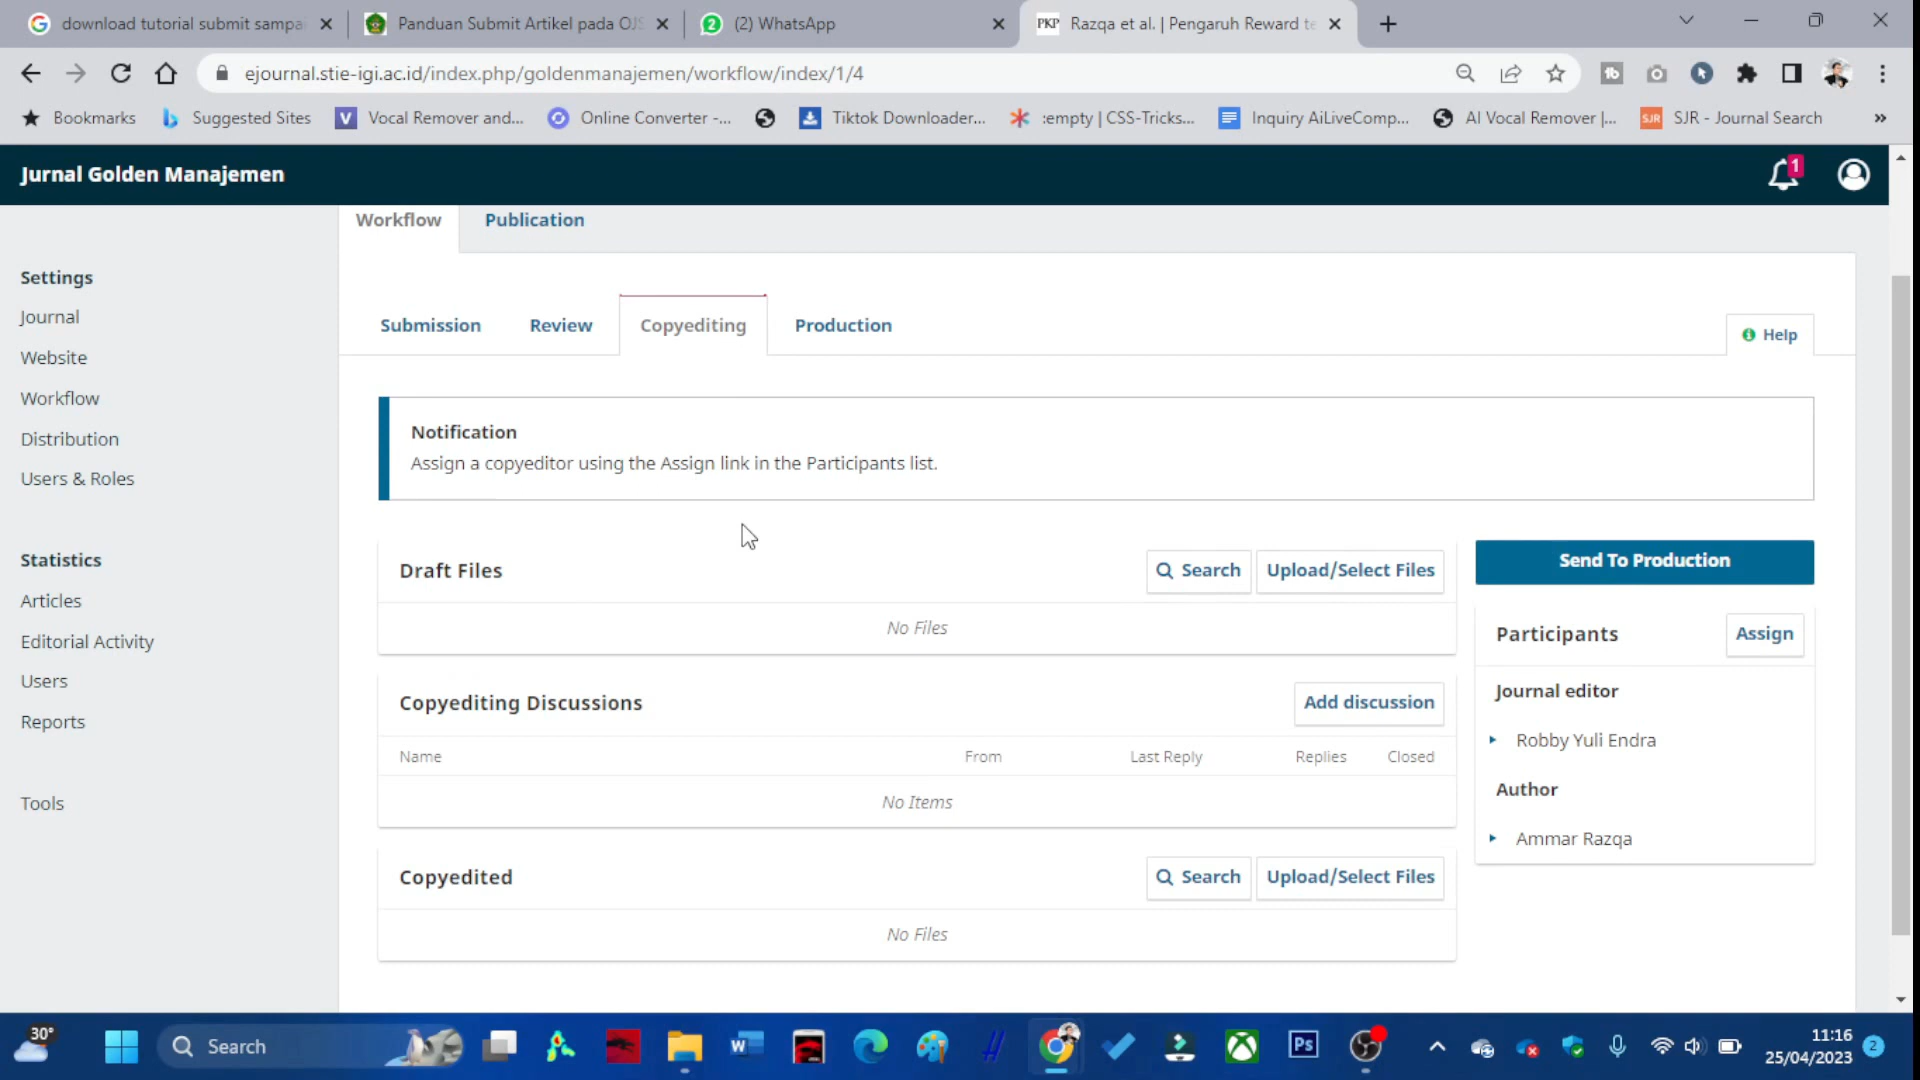 download tutorial submit sampa
Panduan Submit Artikel pada OJS
(2) WhatsApp
PKP Razqa et al. | Pengaruh Reward te
ejournal.stie-igi.ac.id/index.php/goldenmanajemen/workflow/index/1/4
Bookmarks
Suggested Sites
Vocal Remover and...
Online Converter -...
Tiktok Downloader...
:empty | CSS-Tricks...
Inquiry AiLiveComp...
AI Vocal Remover |...
SJR SJR - Journal Search
Jurnal Golden Manajemen
1
Workflow
Publication
Settings
Journal
Website
Workflow
Distribution
Users & Roles
Statistics
Articles
Editorial Activity
Users
Reports
Tools
Submission
Review
Copyediting
Production
Help
Notification
Assign a copyeditor using the Assign link in the Participants list.
Draft Files
Search
Upload/Select Files
No Files
Copyediting Discussions
Add discussion
Name
From
Last Reply
Replies
Closed
No Items
Copyedited
Search
Upload/Select Files
No Files
Send To Production
Participants
Assign
Journal editor
Robby Yuli Endra
Author
Ammar Razqa
30°
Search
Ps
11:16
25/04/2023
2